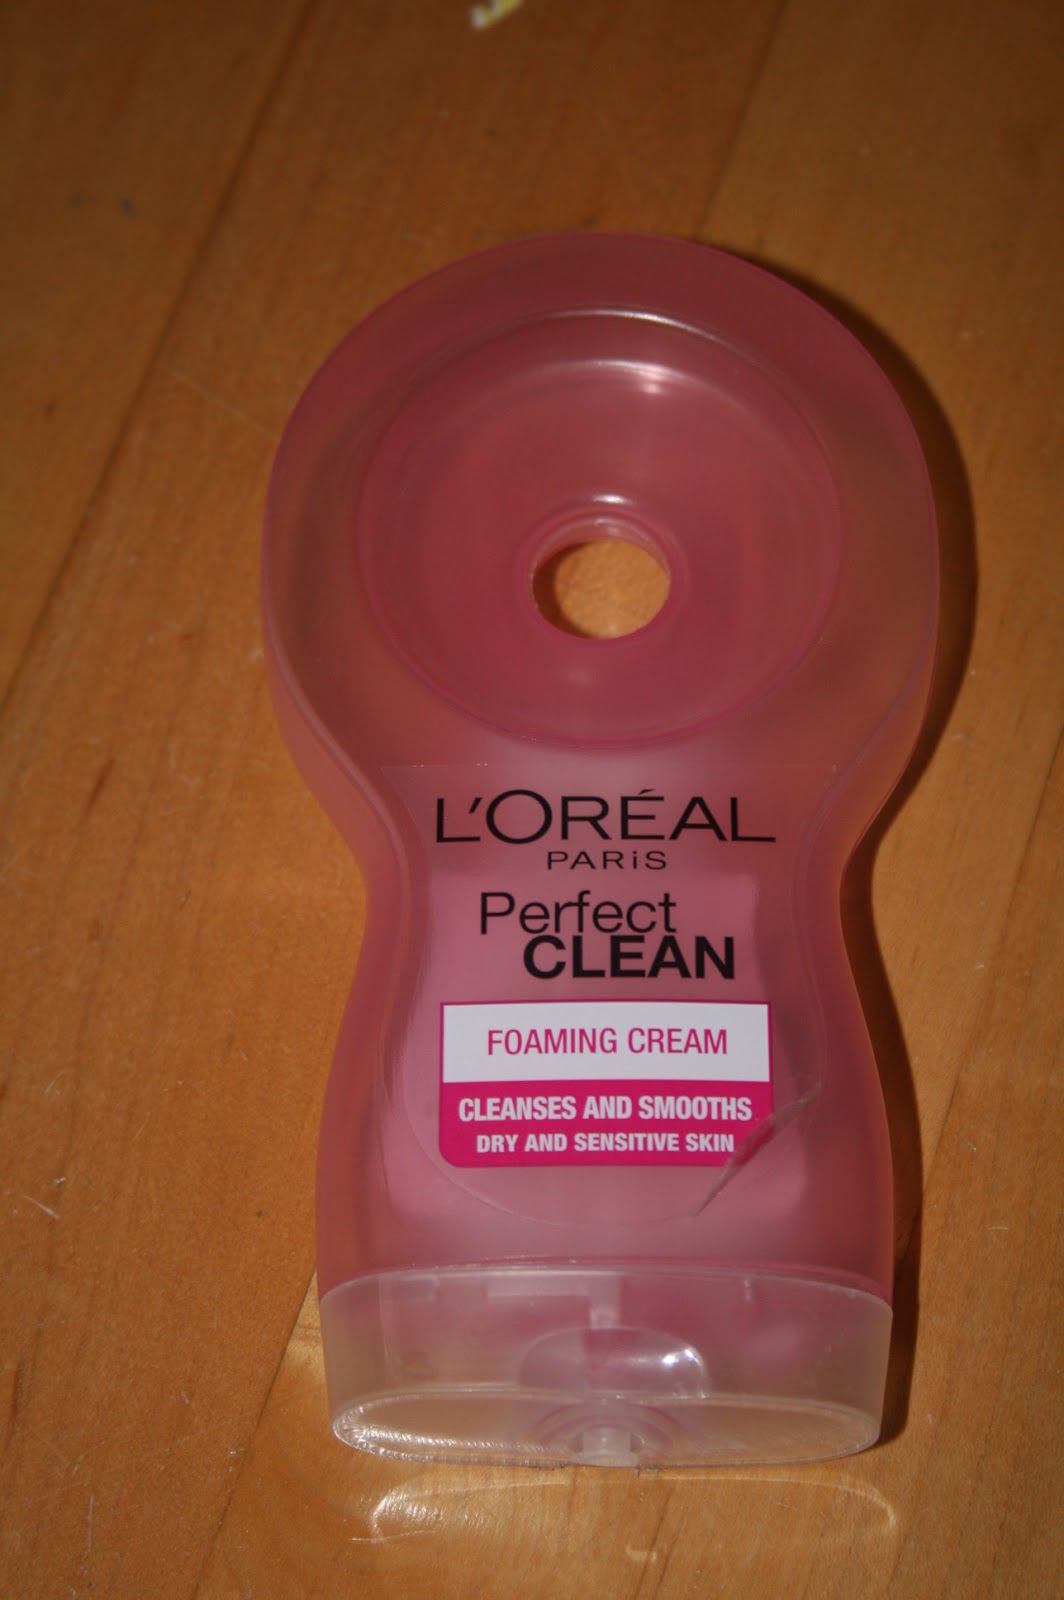 L'ORÉAL
PARiS
Perfect
CLEAN
FOAMING CREAM
CLEANSES AND SMOOTHS
DRY AND SENSITIVE SKIN